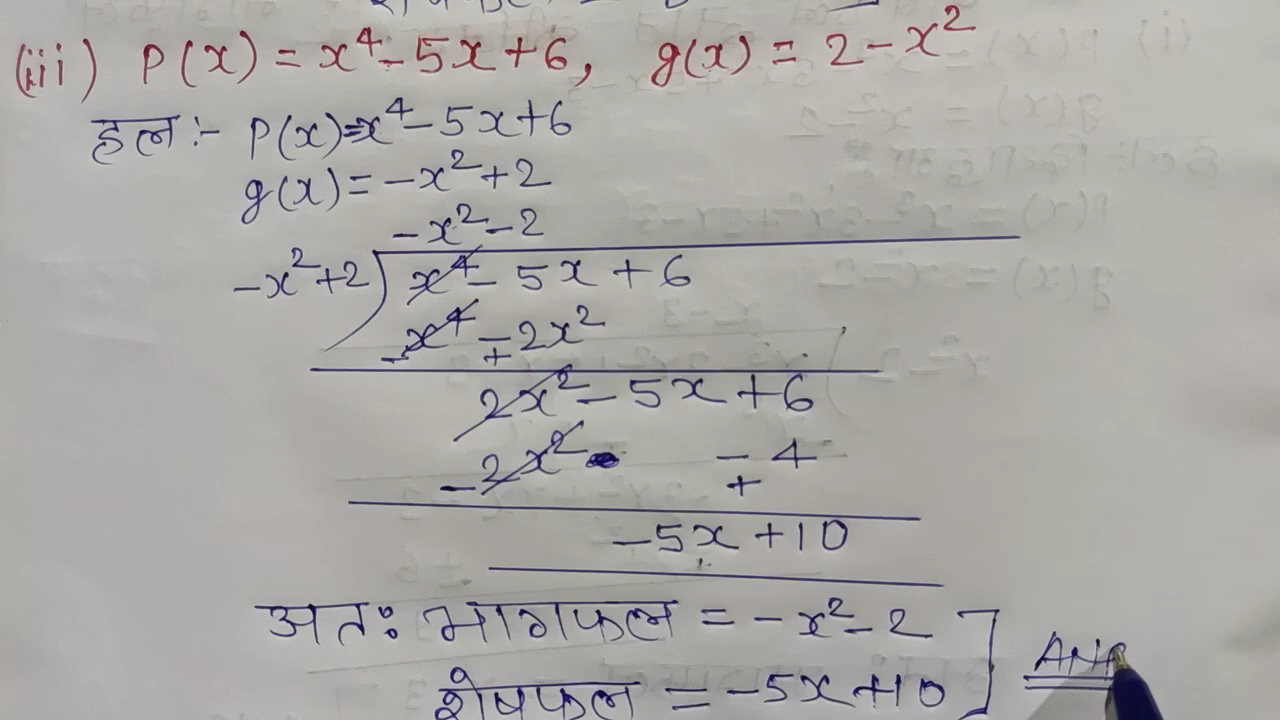 (iii) P(x) = x⁴ - 5x + 6, g(x) = 2 - x²
हल :- P(x) = x⁴ - 5x + 6
g(x) = -x² + 2
-x² - 2
-x² + 2 ) x⁴ - 5x + 6
x⁴ - 2x²
- +
2x² - 5x + 6
2x² - 4
- +
-5x + 10
अतः भागफल = -x² - 2
शेषफल = -5x + 10 ] ANS